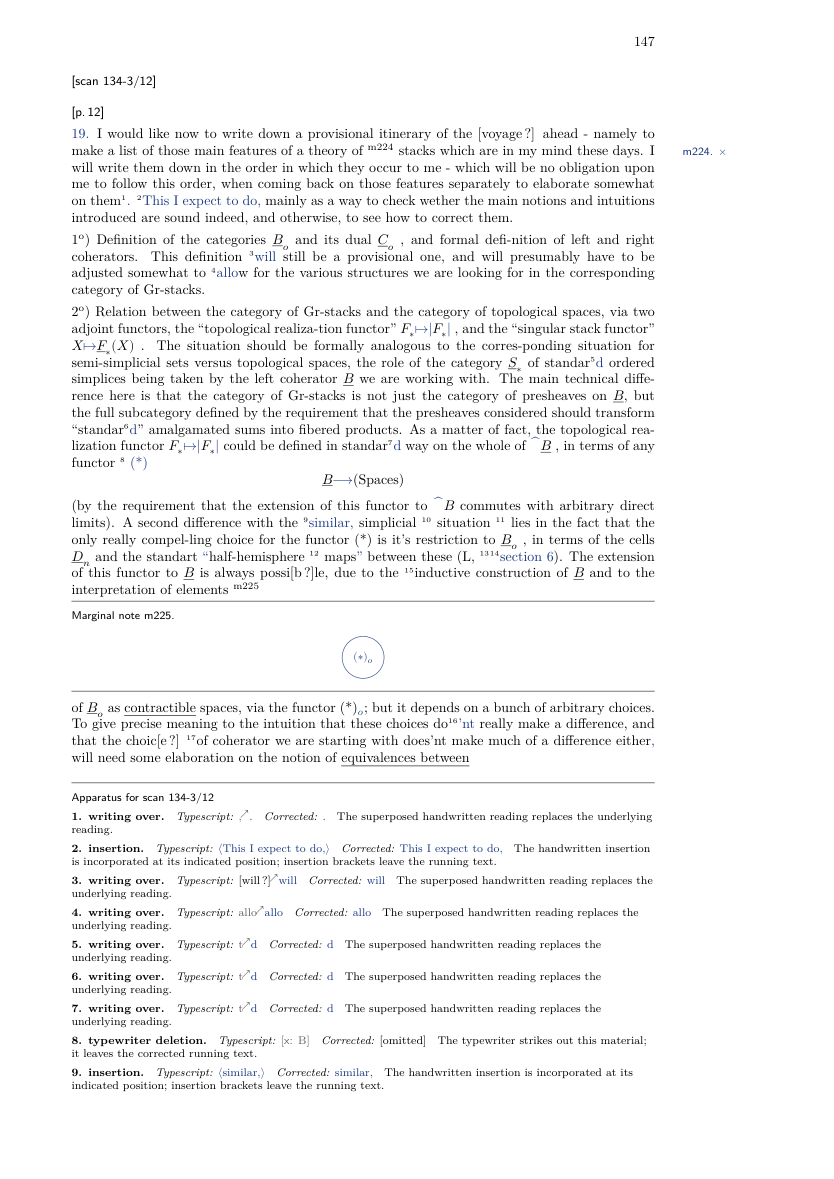 147
[scan 134-3/12]
[p. 12]
19. I would like now to write down a provisional itinerary of the [voyage ?] ahead - namely to
make a list of those main features of a theory of m224 stacks which are in my mind these days. I
m224. ×
will write them down in the order in which they occur to me - which will be no obligation upon
me to follow this order, when coming back on those features separately to elaborate somewhat
on them¹. ²This I expect to do, mainly as a way to check wether the main notions and intuitions
introduced are sound indeed, and otherwise, to see how to correct them.
1º) Definition of the categories B_o and its dual C_o , and formal defi-nition of left and right
coherators. This definition ³will still be a provisional one, and will presumably have to be
adjusted somewhat to ⁴allow for the various structures we are looking for in the corresponding
category of Gr-stacks.
2º) Relation between the category of Gr-stacks and the category of topological spaces, via two
adjoint functors, the “topological realiza-tion functor” F_*↦|F_*| , and the “singular stack functor”
X↦F_*(X) . The situation should be formally analogous to the corres-ponding situation for
semi-simplicial sets versus topological spaces, the role of the category S_* of standar⁵d ordered
simplices being taken by the left coherator B we are working with. The main technical diffe-
rence here is that the category of Gr-stacks is not just the category of presheaves on B, but
the full subcategory defined by the requirement that the presheaves considered should transform
“standar⁶d” amalgamated sums into fibered products. As a matter of fact, the topological rea-
lization functor F_*↦|F_*| could be defined in standar⁷d way on the whole of ⌒B , in terms of any
functor ⁸ (*)
B⟶(Spaces)
(by the requirement that the extension of this functor to ⌒B commutes with arbitrary direct
limits). A second difference with the ⁹similar, simplicial ¹⁰ situation ¹¹ lies in the fact that the
only really compel-ling choice for the functor (*) is it’s restriction to B_o , in terms of the cells
D_n and the standart “half-hemisphere ¹² maps” between these (L, ¹³ ¹⁴section 6). The extension
of this functor to B is always possi[b ?]le, due to the ¹⁵inductive construction of B and to the
interpretation of elements m225
Marginal note m225.
(*)_o
of B_o as contractible spaces, via the functor (*)_o; but it depends on a bunch of arbitrary choices.
To give precise meaning to the intuition that these choices do¹⁶’nt really make a difference, and
that the choic[e ?] ¹⁷of coherator we are starting with does’nt make much of a difference either,
will need some elaboration on the notion of equivalences between
Apparatus for scan 134-3/12
1. writing over. Typescript: ,↗. Corrected: . The superposed handwritten reading replaces the underlying
reading.
2. insertion. Typescript: ⟨This I expect to do,⟩ Corrected: This I expect to do, The handwritten insertion
is incorporated at its indicated position; insertion brackets leave the running text.
3. writing over. Typescript: [will ?]↗will Corrected: will The superposed handwritten reading replaces the
underlying reading.
4. writing over. Typescript: allo↗allo Corrected: allo The superposed handwritten reading replaces the
underlying reading.
5. writing over. Typescript: t↗d Corrected: d The superposed handwritten reading replaces the
underlying reading.
6. writing over. Typescript: t↗d Corrected: d The superposed handwritten reading replaces the
underlying reading.
7. writing over. Typescript: t↗d Corrected: d The superposed handwritten reading replaces the
underlying reading.
8. typewriter deletion. Typescript: [x: B] Corrected: [omitted] The typewriter strikes out this material;
it leaves the corrected running text.
9. insertion. Typescript: ⟨similar,⟩ Corrected: similar, The handwritten insertion is incorporated at its
indicated position; insertion brackets leave the running text.